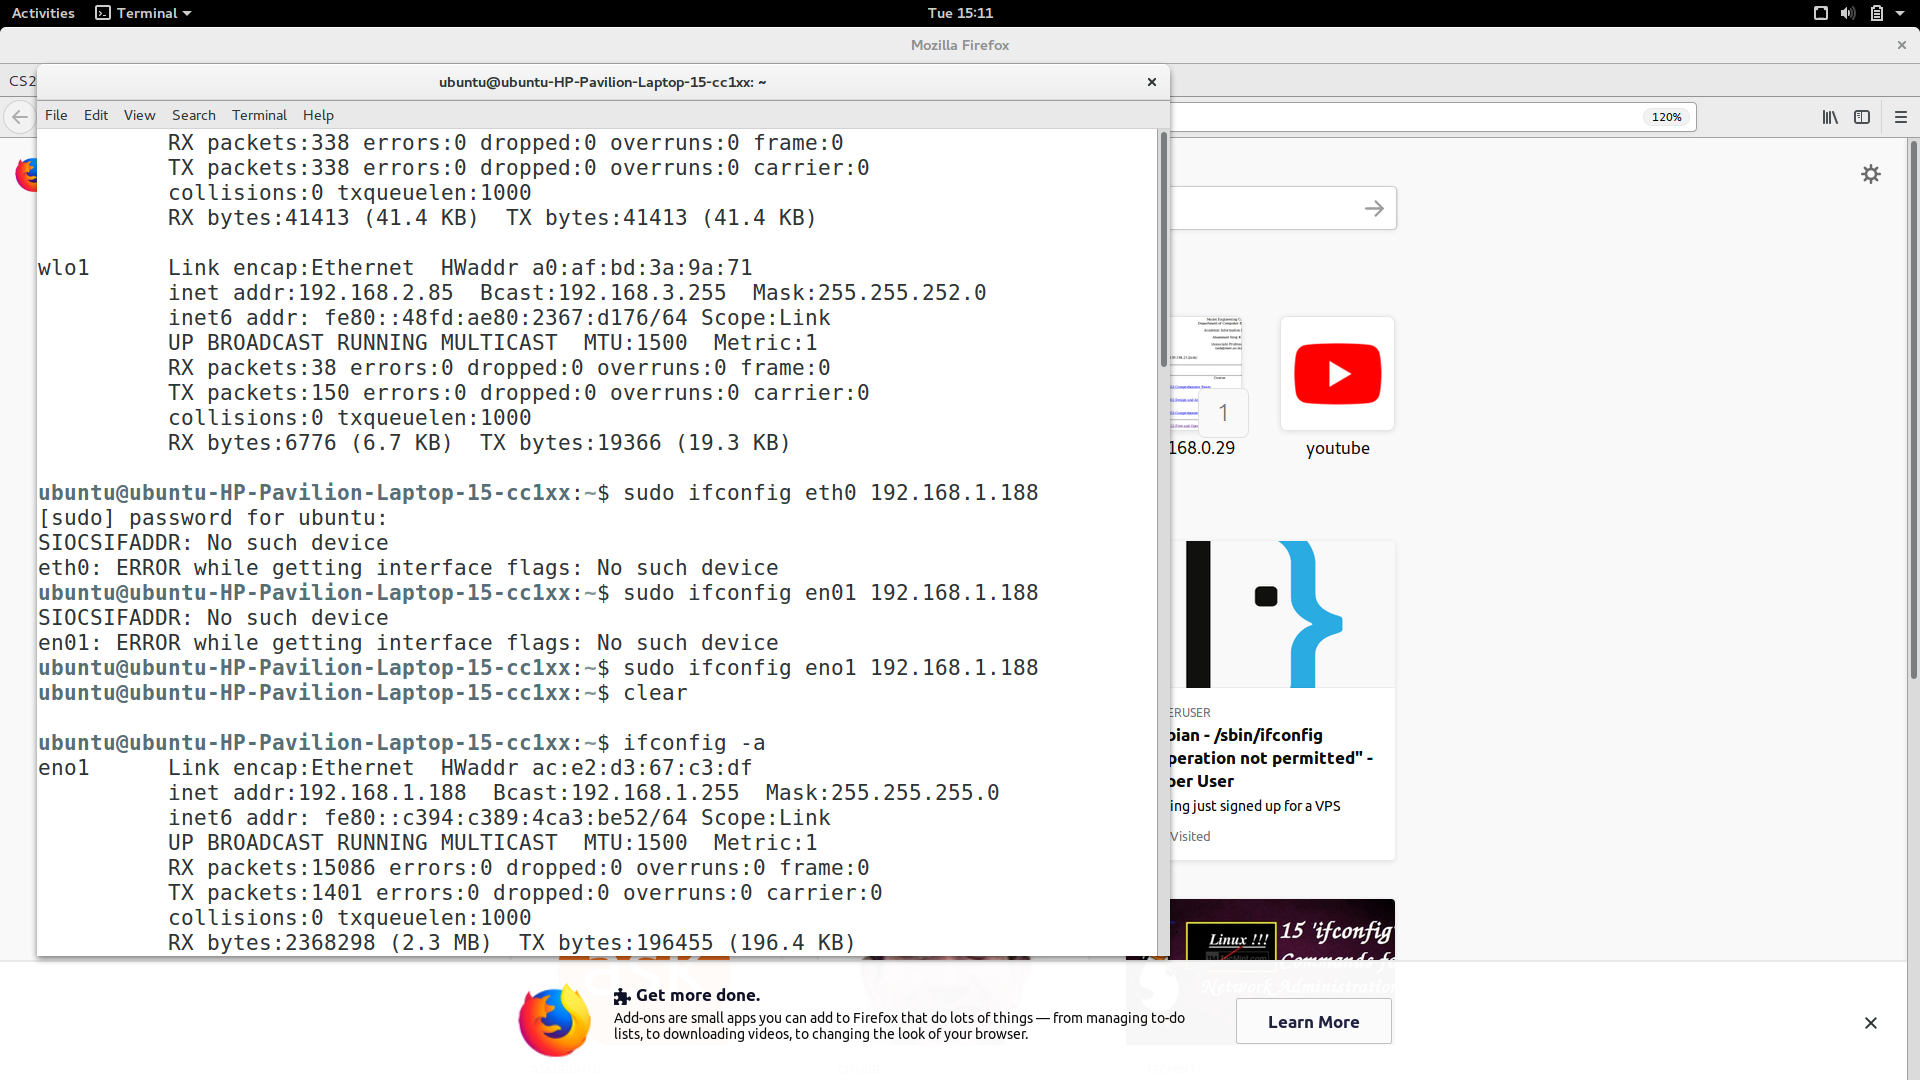 Activities Terminal Tue 15:11
Mozilla Firefox
CS2
ubuntu@ubuntu-HP-Pavilion-Laptop-15-cc1xx: ~
File Edit View Search Terminal Help
120%
RX packets:338 errors:0 dropped:0 overruns:0 frame:0
TX packets:338 errors:0 dropped:0 overruns:0 carrier:0
collisions:0 txqueuelen:1000
RX bytes:41413 (41.4 KB)  TX bytes:41413 (41.4 KB)
wlo1      Link encap:Ethernet  HWaddr a0:af:bd:3a:9a:71
inet addr:192.168.2.85  Bcast:192.168.3.255  Mask:255.255.252.0
inet6 addr: fe80::48fd:ae80:2367:d176/64 Scope:Link
UP BROADCAST RUNNING MULTICAST  MTU:1500  Metric:1
RX packets:38 errors:0 dropped:0 overruns:0 frame:0
TX packets:150 errors:0 dropped:0 overruns:0 carrier:0
collisions:0 txqueuelen:1000
RX bytes:6776 (6.7 KB)  TX bytes:19366 (19.3 KB)
ubuntu@ubuntu-HP-Pavilion-Laptop-15-cc1xx:~$ sudo ifconfig eth0 192.168.1.188
[sudo] password for ubuntu:
SIOCSIFADDR: No such device
eth0: ERROR while getting interface flags: No such device
ubuntu@ubuntu-HP-Pavilion-Laptop-15-cc1xx:~$ sudo ifconfig en01 192.168.1.188
SIOCSIFADDR: No such device
en01: ERROR while getting interface flags: No such device
ubuntu@ubuntu-HP-Pavilion-Laptop-15-cc1xx:~$ sudo ifconfig eno1 192.168.1.188
ubuntu@ubuntu-HP-Pavilion-Laptop-15-cc1xx:~$ clear
ubuntu@ubuntu-HP-Pavilion-Laptop-15-cc1xx:~$ ifconfig -a
eno1      Link encap:Ethernet  HWaddr ac:e2:d3:67:c3:df
inet addr:192.168.1.188  Bcast:192.168.1.255  Mask:255.255.255.0
inet6 addr: fe80::c394:c389:4ca3:be52/64 Scope:Link
UP BROADCAST RUNNING MULTICAST  MTU:1500  Metric:1
RX packets:15086 errors:0 dropped:0 overruns:0 frame:0
TX packets:1401 errors:0 dropped:0 overruns:0 carrier:0
collisions:0 txqueuelen:1000
RX bytes:2368298 (2.3 MB)  TX bytes:196455 (196.4 KB)
1
168.0.29
youtube
ERUSER
bian - /sbin/ifconfig
peration not permitted" -
per User
ing just signed up for a VPS
Visited
Linux !!! 15 'ifconfig'
Commands fo
Network Administration
Get more done.
Add-ons are small apps you can add to Firefox that do lots of things — from managing to-do
lists, to downloading videos, to changing the look of your browser.
Learn More